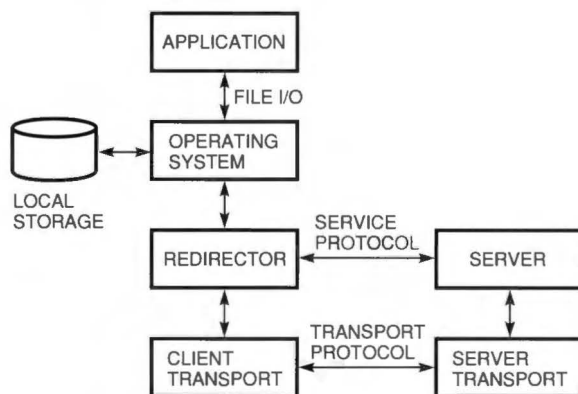 APPLICATION
FILE I/O
OPERATING
SYSTEM
LOCAL
STORAGE
SERVICE
PROTOCOL
REDIRECTOR
SERVER
TRANSPORT
PROTOCOL
CLIENT
TRANSPORT
SERVER
TRANSPORT